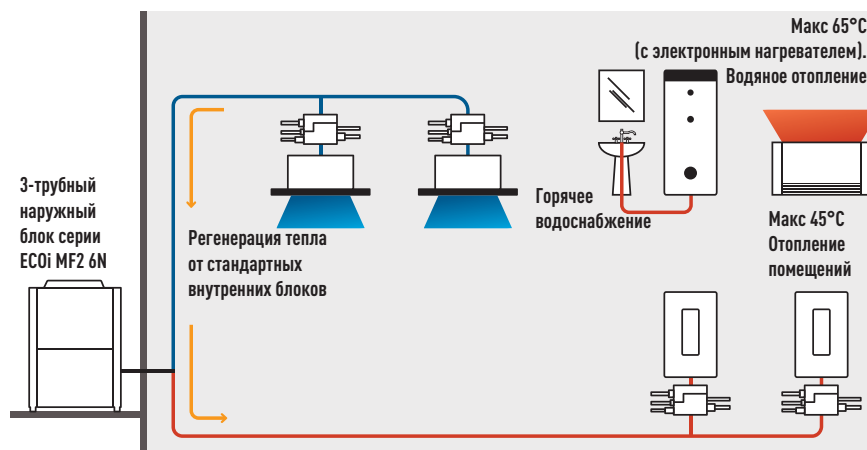 Макс 65°C
(с электронным нагревателем).
Водяное отопление
3-трубный
наружный
блок серии
ECOi MF2 6N
Регенерация тепла
от стандартных
внутренних блоков
Горячее
водоснабжение
Макс 45°C
Отопление
помещений